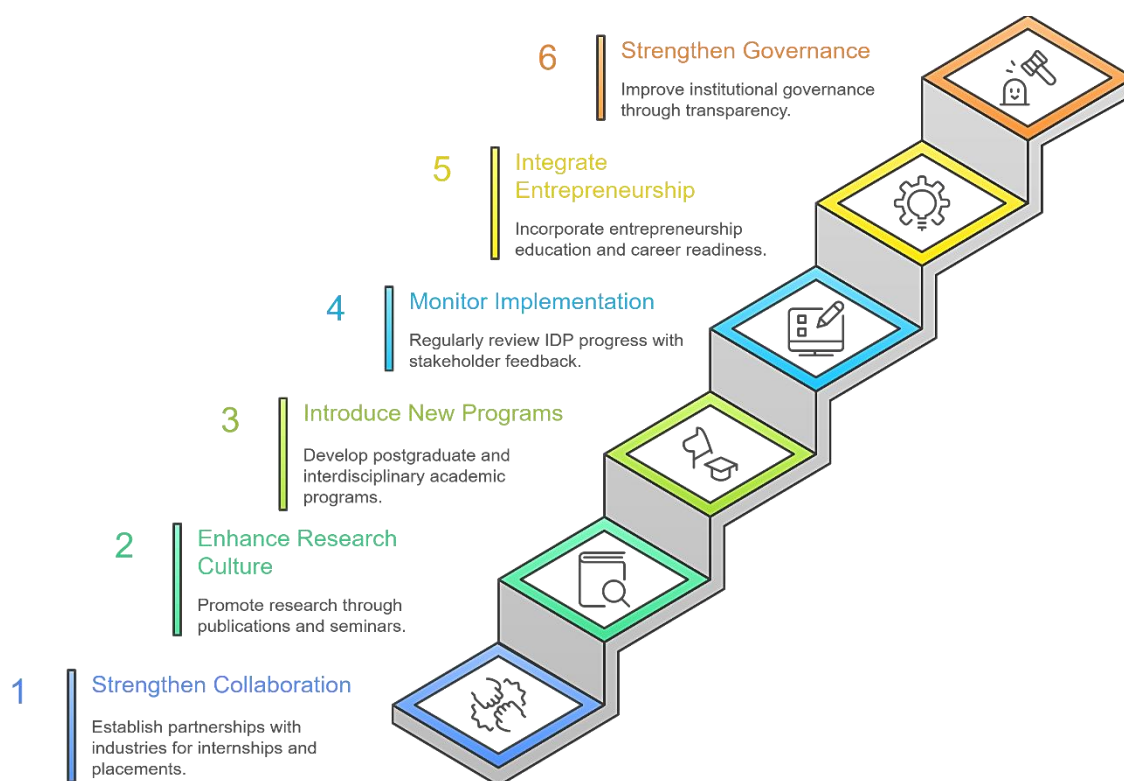 6
Strengthen Governance
Improve institutional governance
through transparency.
5
Integrate
Entrepreneurship
Incorporate entrepreneurship
education and career readiness.
4
Monitor Implementation
Regularly review IDP progress with
stakeholder feedback.
3
Introduce New Programs
Develop postgraduate and
interdisciplinary academic
programs.
2
Enhance Research
Culture
Promote research through
publications and seminars.
1
Strengthen Collaboration
Establish partnerships with
industries for internships and
placements.